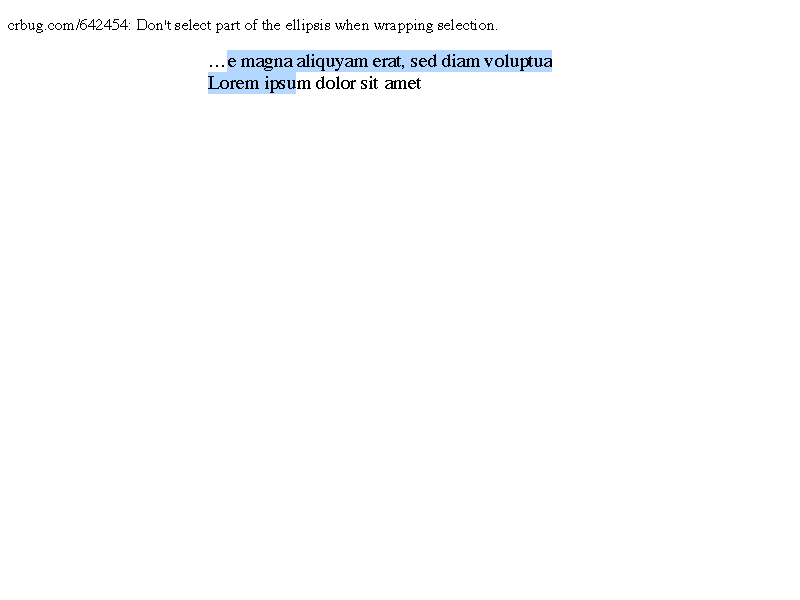 crbug.com/642454: Don't select part of the ellipsis when wrapping selection.
…e magna aliquyam erat, sed diam voluptua
Lorem ipsum dolor sit amet